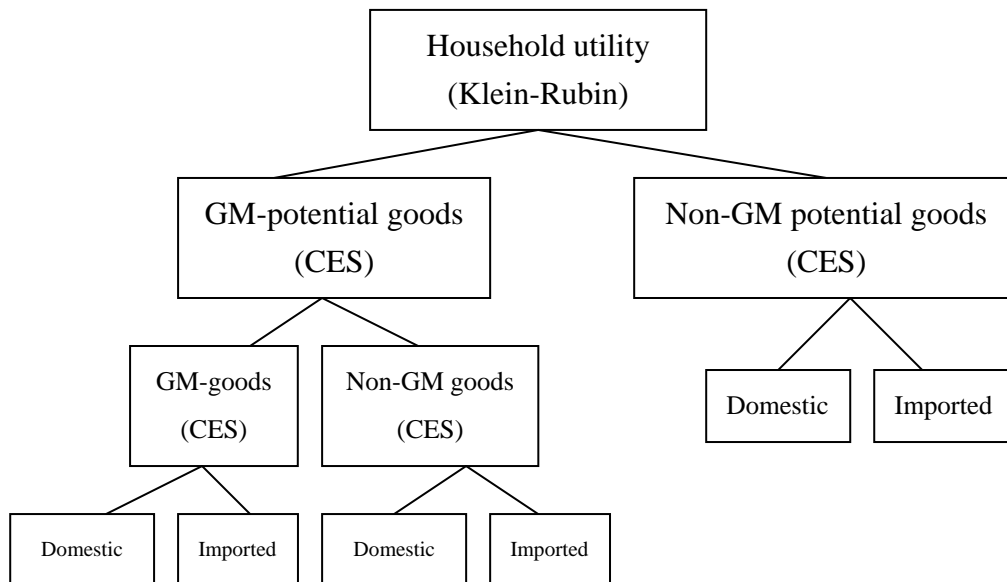 Household utility
(Klein-Rubin)
GM-potential goods
(CES)
Non-GM potential goods
(CES)
GM-goods
(CES)
Non-GM goods
(CES)
Domestic
Imported
Domestic
Imported
Domestic
Imported